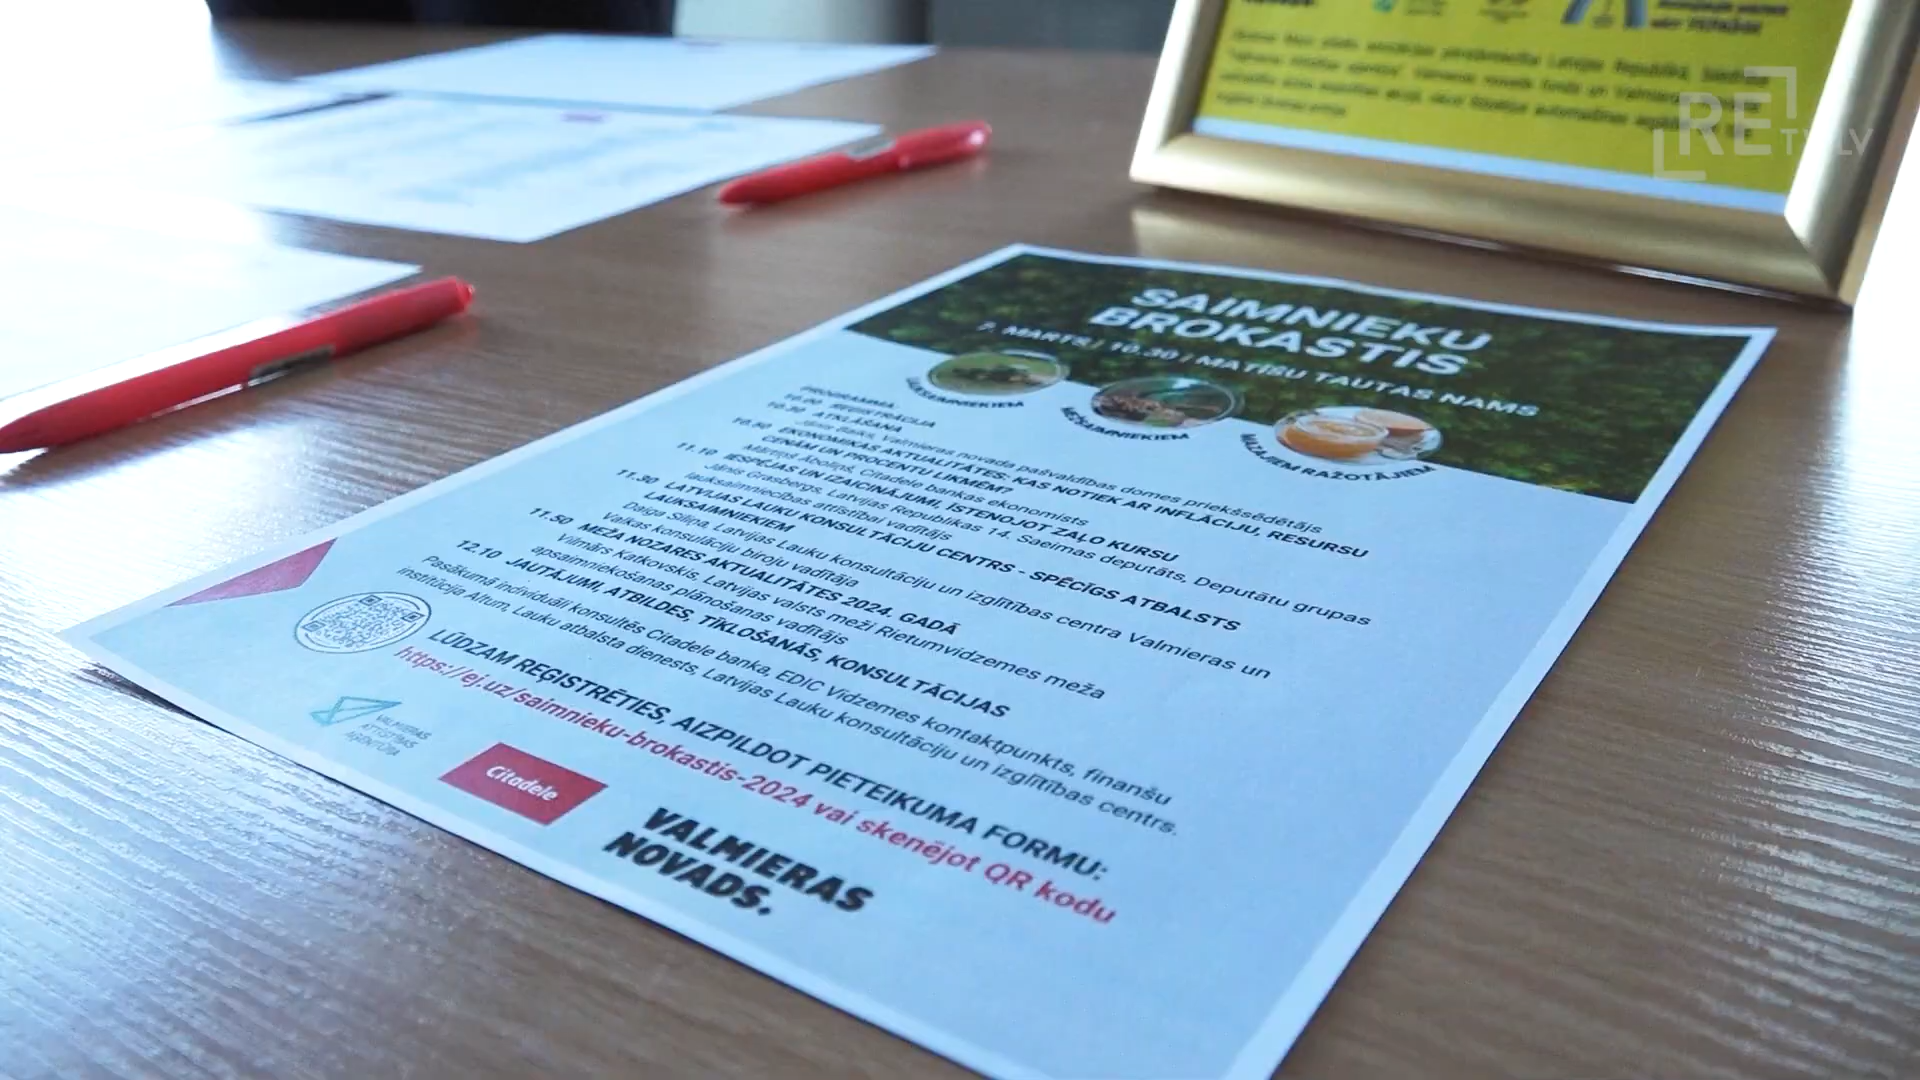 RE
TV.LV
SAIMNIEKU
BROKASTIS
7. MARTS | 10.30 | MATĪŠU TAUTAS NAMS
LAUKSAIMNIEKIEM
MEŽSAIMNIEKIEM
MAZAJIEM RAŽOTĀJIEM
PROGRAMMA:
10.00 REĢISTRĀCIJA
10.30 ATKLĀŠANA
Jānis Baiks, Valmieras novada pašvaldības domes priekšsēdētājs
10.50 EKONOMIKAS AKTUALITĀTES: KAS NOTIEK AR INFLĀCIJU, RESURSU
CENĀM UN PROCENTU LIKMĒM?
Mārtiņš Āboliņš, Citadele bankas ekonomists
11.10 IESPĒJAS UN IZAICINĀJUMI, ĪSTENOJOT ZAĻO KURSU
Jānis Grasbergs, Latvijas Republikas 14. Saeimas deputāts, Deputātu grupas
lauksaimniecības attīstībai vadītājs
11.30 LATVIJAS LAUKU KONSULTĀCIJU CENTRS - SPĒCĪGS ATBALSTS
LAUKSAIMNIEKIEM
Daiga Siliņa, Latvijas Lauku konsultāciju un izglītības centra Valmieras un
Valkas konsultāciju biroju vadītāja
11.50 MEŽA NOZARES AKTUALITĀTES 2024. GADĀ
Vilmārs Katkovskis, Latvijas valsts meži Rietumvidzemes meža
apsaimniekošanas plānošanas vadītājs
12.10 JAUTĀJUMI, ATBILDES, TĪKLOŠANĀS, KONSULTĀCIJAS
Pasākumā individuāli konsultēs Citadele banka, EDIC Vidzemes kontaktpunkts, finanšu
institūcija Altum, Lauku atbalsta dienests, Latvijas Lauku konsultāciju un izglītības centrs.
LŪDZAM REĢISTRĒTIES, AIZPILDOT PIETEIKUMA FORMU:
https://ej.uz/saimnieku-brokastis-2024 vai skenējot QR kodu
VALMIERAS
ATTĪSTĪBAS
AĢENTŪRA
Citadele
VALMIERAS
NOVADS.